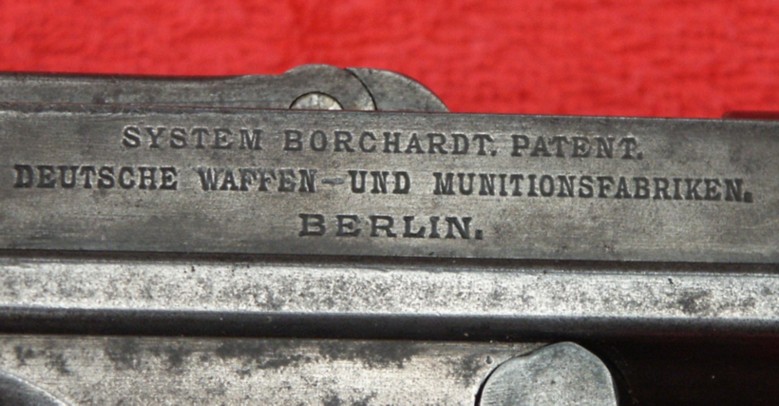 SYSTEM BORCHARDT. PATENT.
DEUTSCHE WAFFEN-UND MUNITIONSFABRIKEN.
BERLIN.